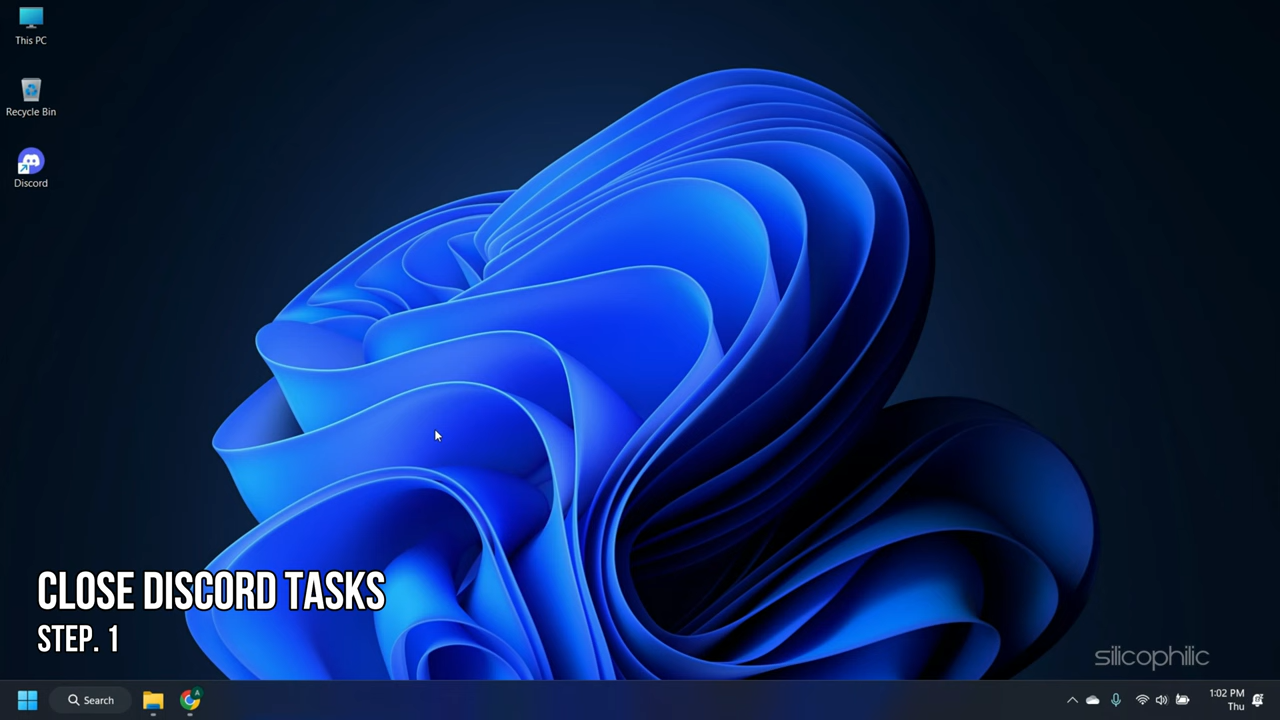 This PC
Recycle Bin
Discord
CLOSE DISCORD TASKS
STEP. 1
silicophilic
Search
A
1:02 PM
Thu